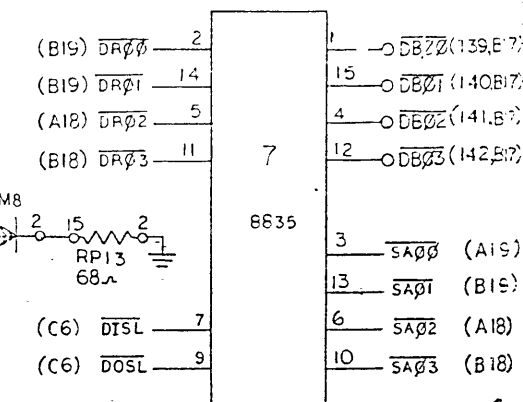 (B19) DRØØ 2
1 DBZØ (139,B17)
(B19) DRØ1 14
15 DBØ1 (140,B17)
(A18) DRØ2 5
4 DBØ2 (141,B17)
(B18) DRØ3 11
12 DBØ3 (142,B17)
7
8835
M8
2 15 2
RP13
68Ω
3 SAØØ (A19)
13 SAØ1 (B19)
(C6) DISL 7
6 SAØ2 (A18)
(C6) DOSL 9
10 SAØ3 (B18)